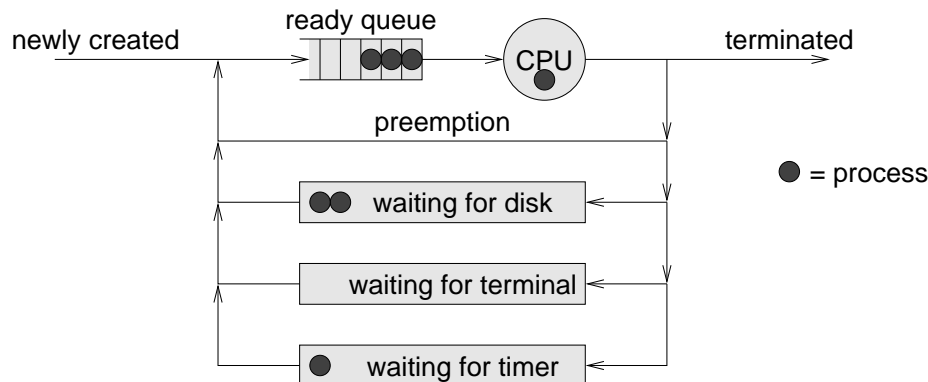 ready queue
newly created
CPU
terminated
preemption
= process
waiting for disk
waiting for terminal
waiting for timer